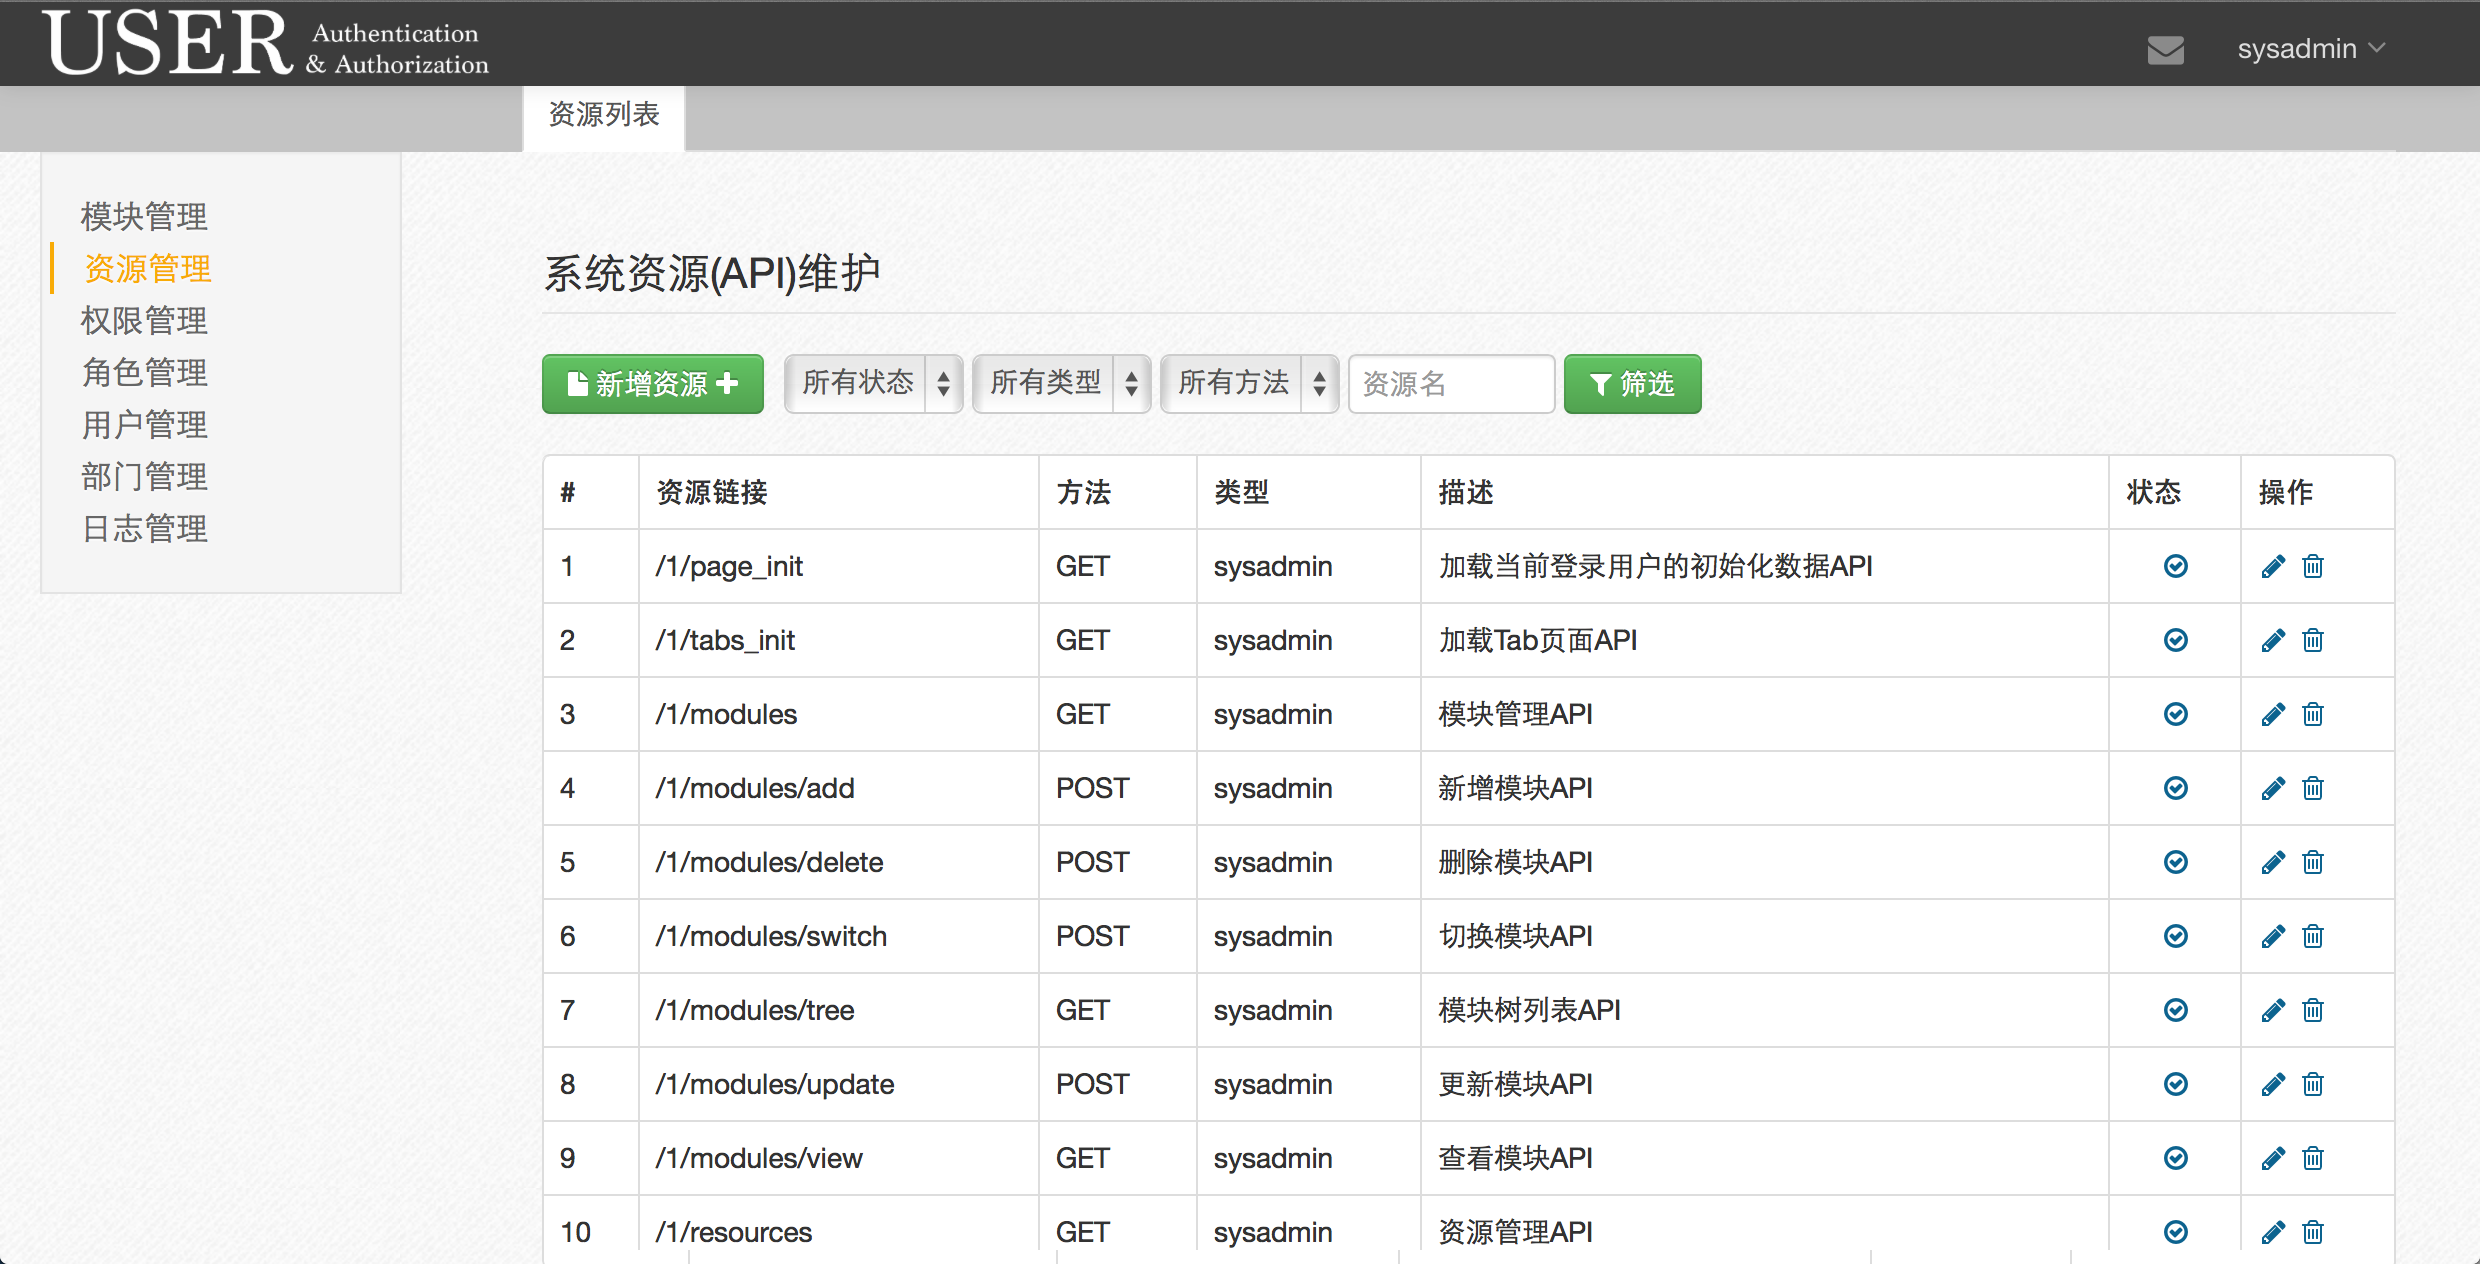 USER Authentication
& Authorization
sysadmin
资源列表
模块管理
资源管理
权限管理
角色管理
用户管理
部门管理
日志管理
系统资源(API)维护
新增资源 所有状态 所有类型 所有方法 资源名 筛选
# 资源链接 方法 类型 描述 状态 操作
1 /1/page_init GET sysadmin 加载当前登录用户的初始化数据API
2 /1/tabs_init GET sysadmin 加载Tab页面API
3 /1/modules GET sysadmin 模块管理API
4 /1/modules/add POST sysadmin 新增模块API
5 /1/modules/delete POST sysadmin 删除模块API
6 /1/modules/switch POST sysadmin 切换模块API
7 /1/modules/tree GET sysadmin 模块树列表API
8 /1/modules/update POST sysadmin 更新模块API
9 /1/modules/view GET sysadmin 查看模块API
10 /1/resources GET sysadmin 资源管理API